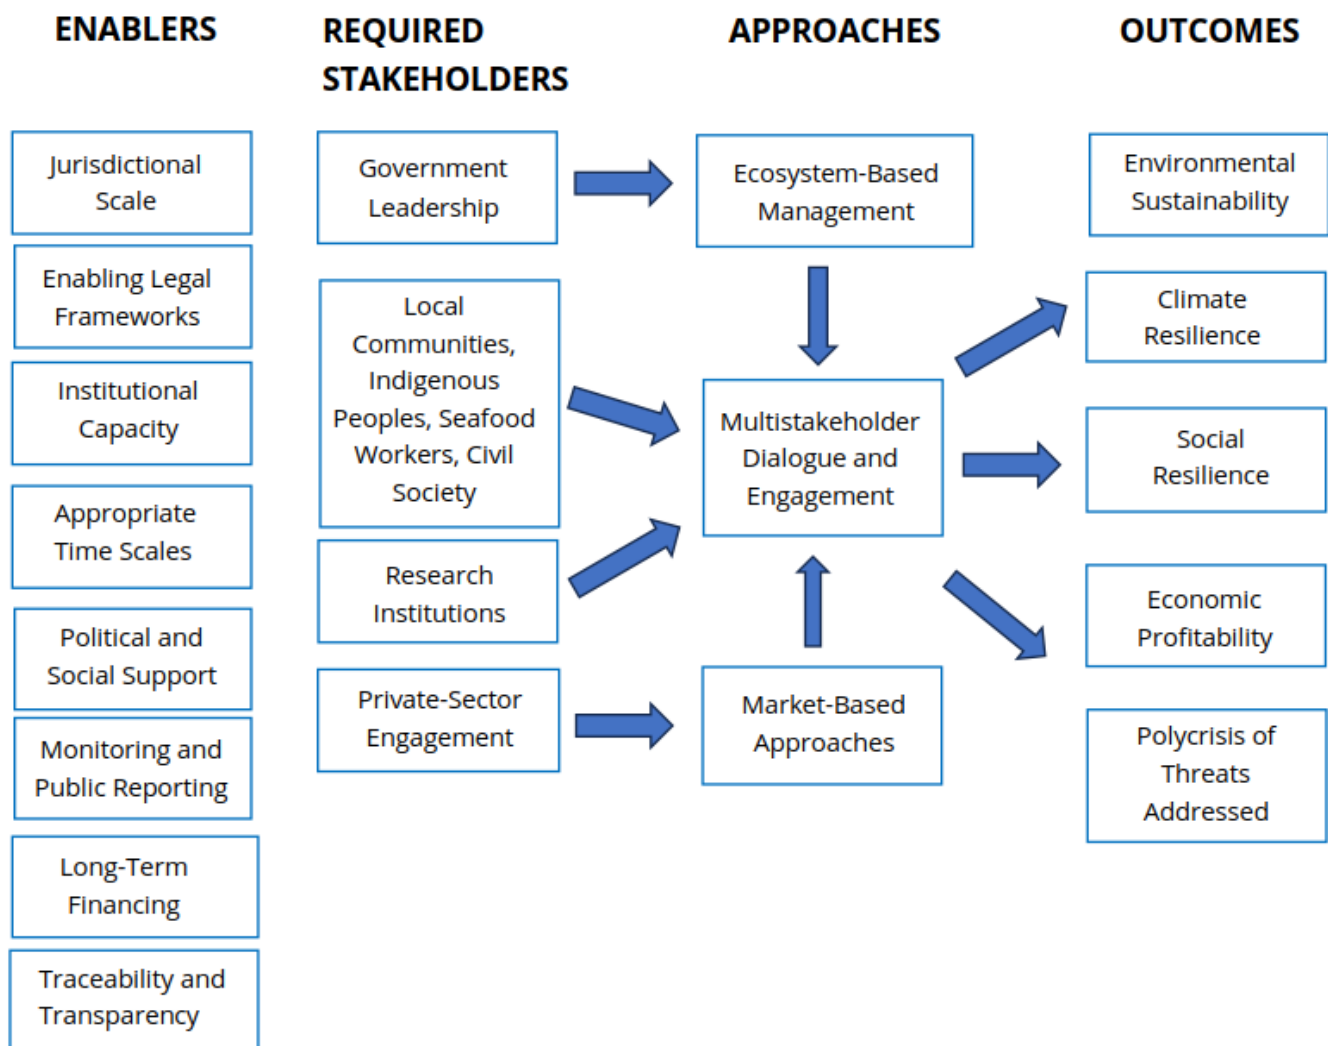 ENABLERS
Jurisdictional
Scale
Enabling Legal
Frameworks
Institutional
Capacity
Appropriate
Time Scales
Political and
Social Support
Monitoring and
Public Reporting
Long-Term
Financing
Traceability and
Transparency
REQUIRED
STAKEHOLDERS
Government
Leadership
Local
Communities,
Indigenous
Peoples, Seafood
Workers, Civil
Society
Research
Institutions
Private-Sector
Engagement
APPROACHES
Ecosystem-Based
Management
Multistakeholder
Dialogue and
Engagement
Market-Based
Approaches
OUTCOMES
Environmental
Sustainability
Climate
Resilience
Social
Resilience
Economic
Profitability
Polycrisis of
Threats
Addressed